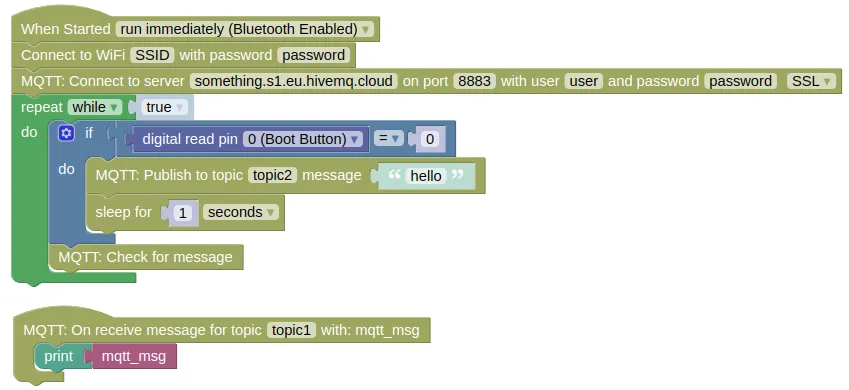 When Started run immediately (Bluetooth Enabled)
Connect to WiFi SSID with password password
MQTT: Connect to server something.s1.eu.hivemq.cloud on port 8883 with user user and password password SSL
repeat while true
do if digital read pin 0 (Boot Button) = 0
do MQTT: Publish to topic topic2 message “ hello ”
sleep for 1 seconds
MQTT: Check for message
MQTT: On receive message for topic topic1 with: mqtt_msg
print mqtt_msg